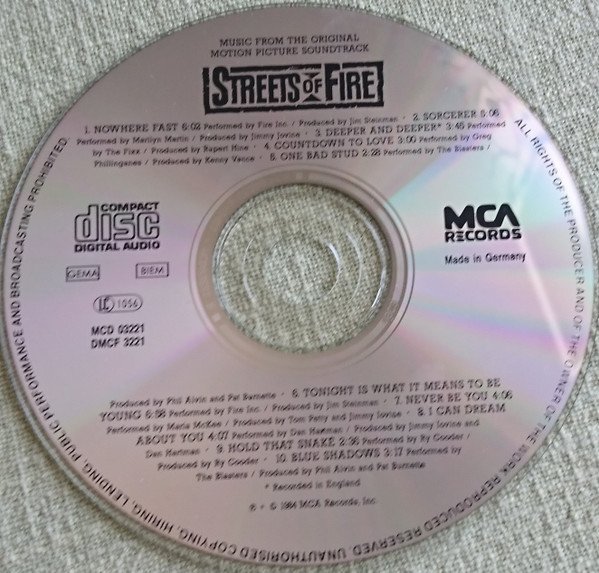 MUSIC FROM THE ORIGINAL
MOTION PICTURE SOUNDTRACK
STREETS OF FIRE
1. NOWHERE FAST 6:02 Performed by Fire Inc. / Produced by Jim Steinman · 2. SORCERER 5:06
Performed by Marilyn Martin / Produced by Jimmy Iovine · 3. DEEPER AND DEEPER* 3:45 Performed
by The Fixx / Produced by Rupert Hine · 4. COUNTDOWN TO LOVE 3:00 Performed by Greg
Phillinganes / Produced by Kenny Vance · 5. ONE BAD STUD 2:28 Performed by The Blasters /
COMPACT
disc
DIGITAL AUDIO
MCA
RECORDS
Made in Germany
GEMA
BIEM
LC 1056
MCD 03221
DMCF 3221
Produced by Phil Alvin and Pat Burnette · 6. TONIGHT IS WHAT IT MEANS TO BE
YOUNG 6:58 Performed by Fire Inc. / Produced by Jim Steinman · 7. NEVER BE YOU 4:06
Performed by Maria McKee / Produced by Tom Petty and Jimmy Iovine · 8. I CAN DREAM
ABOUT YOU 4:07 Performed by Dan Hartman / Produced by Jimmy Iovine and
Dan Hartman · 9. HOLD THAT SNAKE 2:36 Performed by Ry Cooder /
Produced by Ry Cooder · 10. BLUE SHADOWS 3:17 Performed by
The Blasters / Produced by Phil Alvin and Pat Burnette
* Recorded in England
℗ · © 1984 MCA Records, Inc.
ALL RIGHTS OF THE PRODUCER AND OF THE OWNER OF THE WORK REPRODUCED RESERVED. UNAUTHORISED COPYING, HIRING, LENDING, PUBLIC PERFORMANCE AND BROADCASTING PROHIBITED.